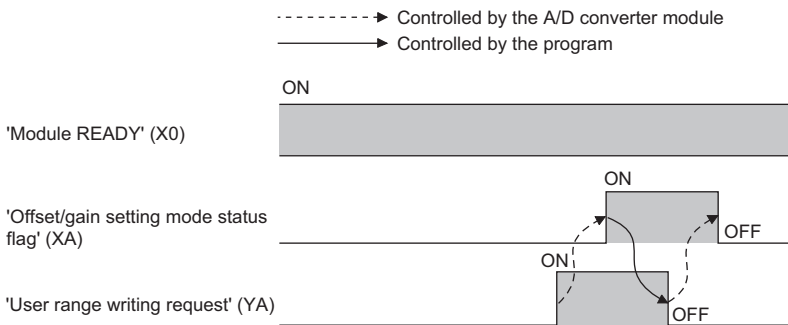 Controlled by the A/D converter module
Controlled by the program
ON
'Module READY' (X0)
ON
'Offset/gain setting mode status
flag' (XA)
OFF
ON
'User range writing request' (YA)
OFF